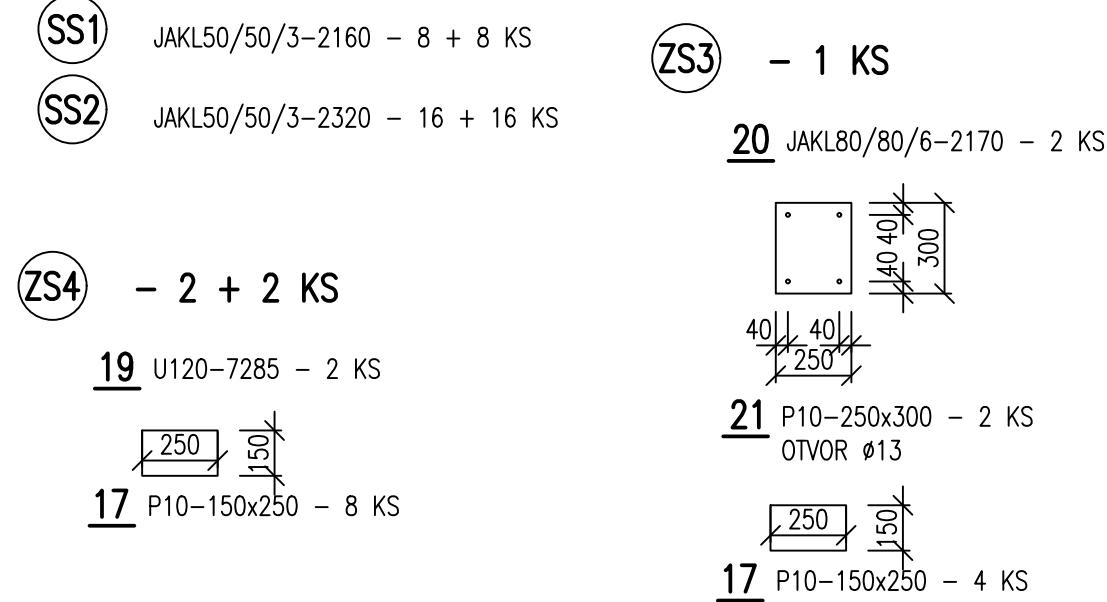 SS1 JAKL50/50/3-2160 - 8 + 8 KS
SS2 JAKL50/50/3-2320 - 16 + 16 KS
ZS4 - 2 + 2 KS
19 U120-7285 - 2 KS
250
150
17 P10-150x250 - 8 KS
ZS3 - 1 KS
20 JAKL80/80/6-2170 - 2 KS
40
40
300
40
40
250
21 P10-250x300 - 2 KS
OTVOR ø13
250
150
17 P10-150x250 - 4 KS